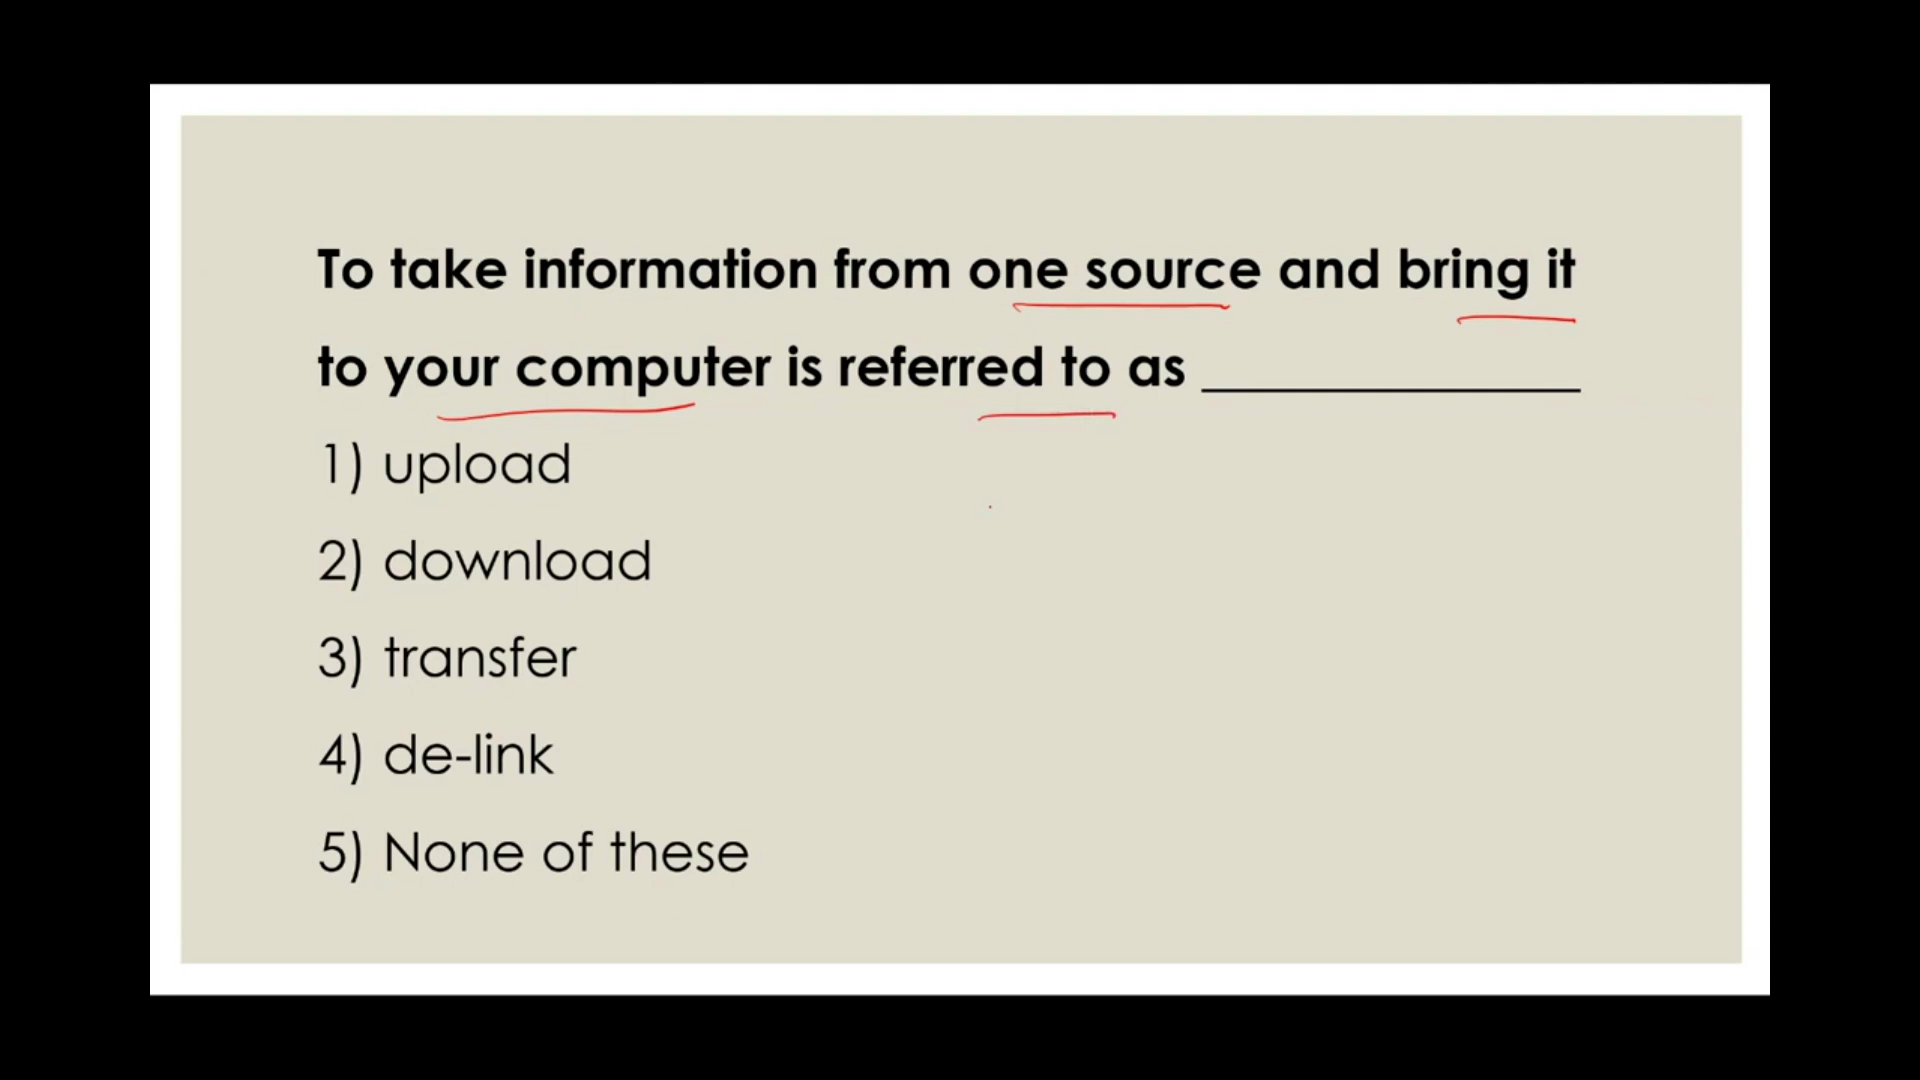 To take information from one source and bring it
to your computer is referred to as ______________
1) upload
2) download
3) transfer
4) de-link
5) None of these